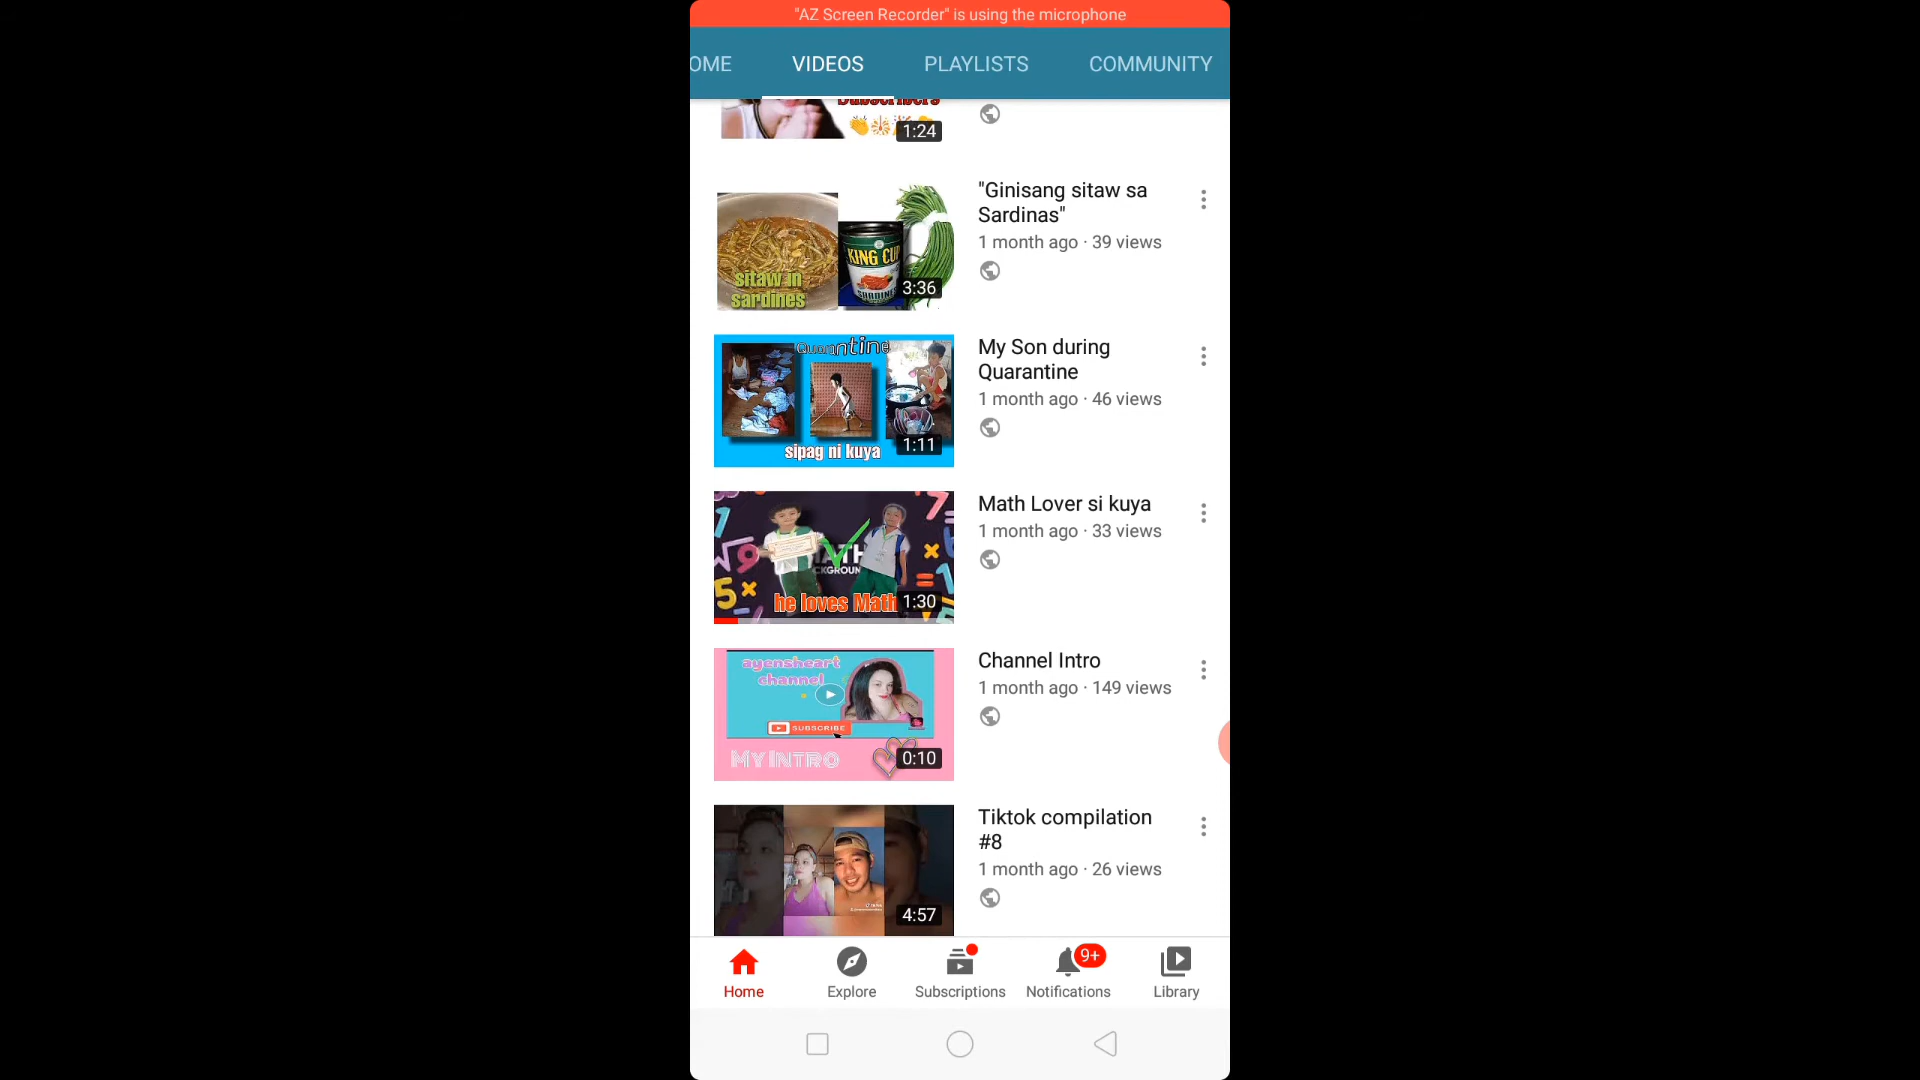 "AZ Screen Recorder" is using the microphone
OME VIDEOS PLAYLISTS COMMUNITY
Subscribers
1:24
"Ginisang sitaw sa
Sardinas"
1 month ago · 39 views
KING CUP
SARDINES
sitaw in
sardines
3:36
My Son during
Quarantine
1 month ago · 46 views
Quarantine
sipag ni kuya
1:11
Math Lover si kuya
1 month ago · 33 views
he loves Math
1:30
Channel Intro
1 month ago · 149 views
ayensheart
channel
SUBSCRIBE
MY INTRO
0:10
Tiktok compilation
#8
1 month ago · 26 views
4:57
9+
Home Explore Subscriptions Notifications Library